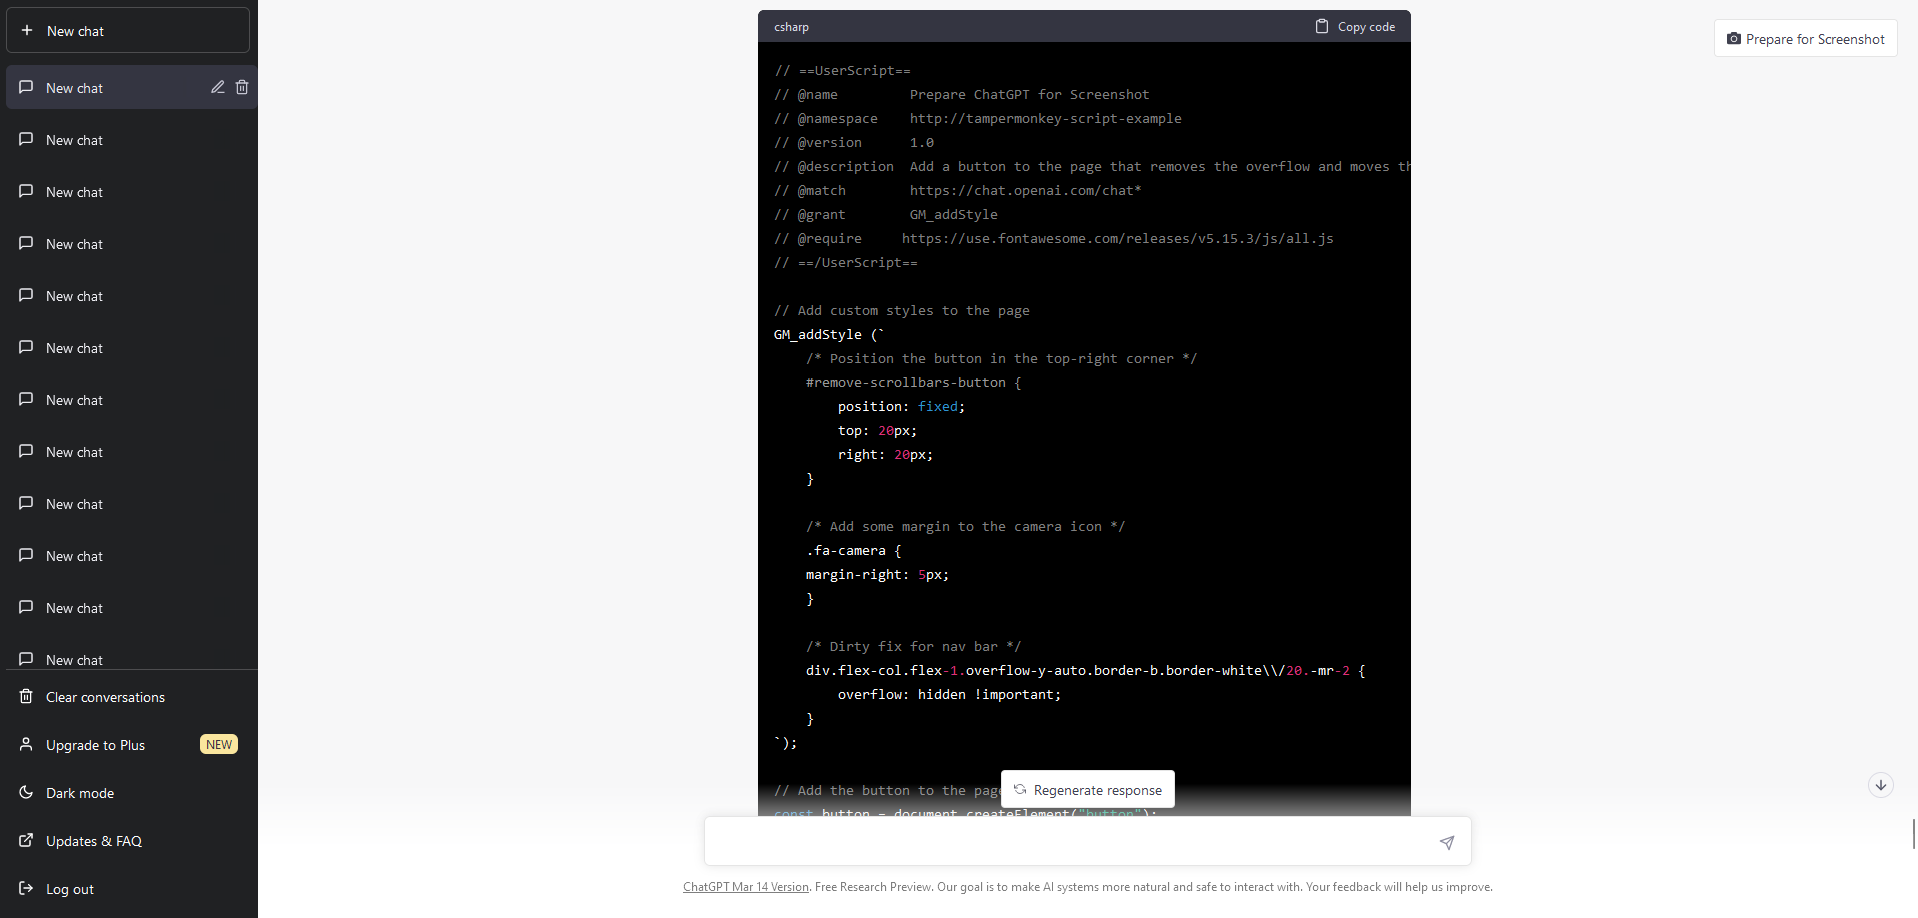 New chat
New chat
New chat
New chat
New chat
New chat
New chat
New chat
New chat
New chat
New chat
New chat
New chat
Clear conversations
Upgrade to Plus NEW
Dark mode
Updates & FAQ
Log out
csharp Copy code
Prepare for Screenshot
// ==UserScript==
// @name         Prepare ChatGPT for Screenshot
// @namespace    http://tampermonkey-script-example
// @version      1.0
// @description  Add a button to the page that removes the overflow and moves th
// @match        https://chat.openai.com/chat*
// @grant        GM_addStyle
// @require     https://use.fontawesome.com/releases/v5.15.3/js/all.js
// ==/UserScript==
// Add custom styles to the page
GM_addStyle (`
    /* Position the button in the top-right corner */
    #remove-scrollbars-button {
        position: fixed;
        top: 20px;
        right: 20px;
    }
    /* Add some margin to the camera icon */
    .fa-camera {
    margin-right: 5px;
    }
    /* Dirty fix for nav bar */
    div.flex-col.flex-1.overflow-y-auto.border-b.border-white\\/20.-mr-2 {
        overflow: hidden !important;
    }
`);
// Add the button to the page
const button = document.createElement("button");
Regenerate response
ChatGPT Mar 14 Version. Free Research Preview. Our goal is to make AI systems more natural and safe to interact with. Your feedback will help us improve.